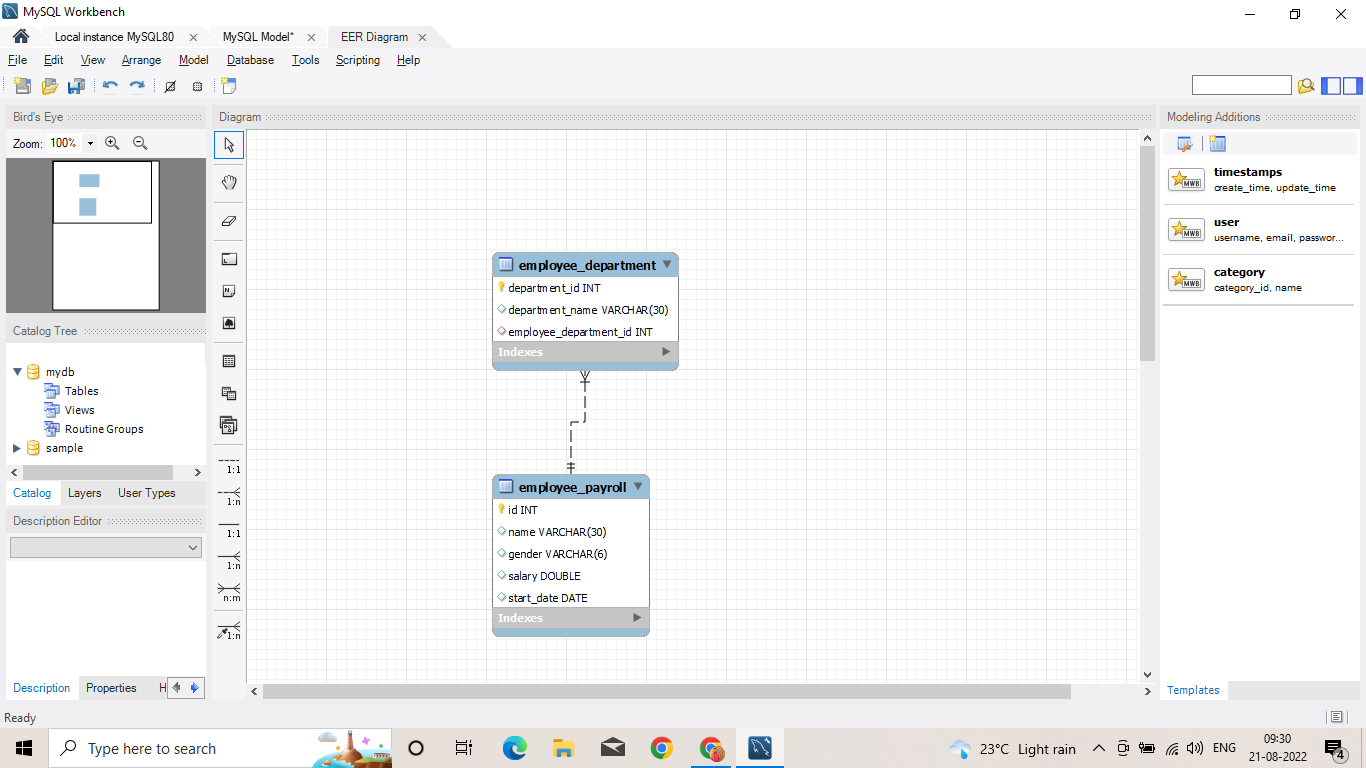 MySQL Workbench
Local instance MySQL80
MySQL Model*
EER Diagram
File Edit View Arrange Model Database Tools Scripting Help
Bird's Eye
Zoom: 100%
Catalog Tree
mydb
Tables
Views
Routine Groups
sample
Catalog Layers User Types
Description Editor
Description Properties H
Ready
Diagram
1:1
1:n
1:1
1:n
n:m
1:n
employee_department
department_id INT
department_name VARCHAR(30)
employee_department_id INT
Indexes
employee_payroll
id INT
name VARCHAR(30)
gender VARCHAR(6)
salary DOUBLE
start_date DATE
Indexes
Modeling Additions
MWB
timestamps
create_time, update_time
MWB
user
username, email, passwor...
MWB
category
category_id, name
Templates
Type here to search
23°C Light rain
ENG
09:30
21-08-2022
4